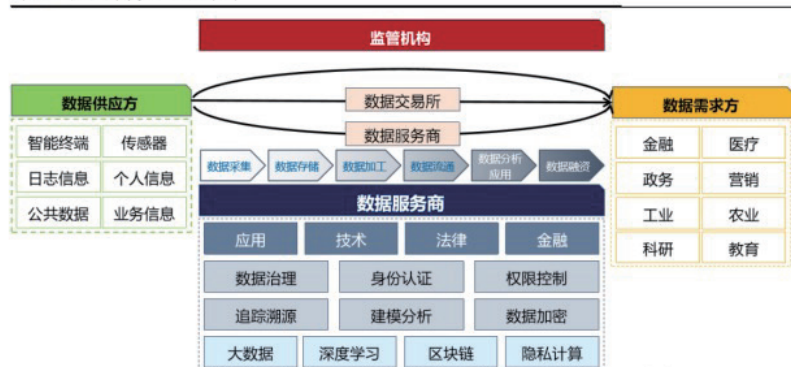 监管机构
数据供应方
智能终端 传感器
日志信息 个人信息
公共数据 业务信息
数据交易所
数据服务商
数据需求方
金融 医疗
政务 营销
工业 农业
科研 教育
数据采集 数据存储 数据加工 数据流通 数据分析应用 数据融资
数据服务商
应用 技术 法律 金融
数据治理 身份认证 权限控制
追踪溯源 建模分析 数据加密
大数据 深度学习 区块链 隐私计算